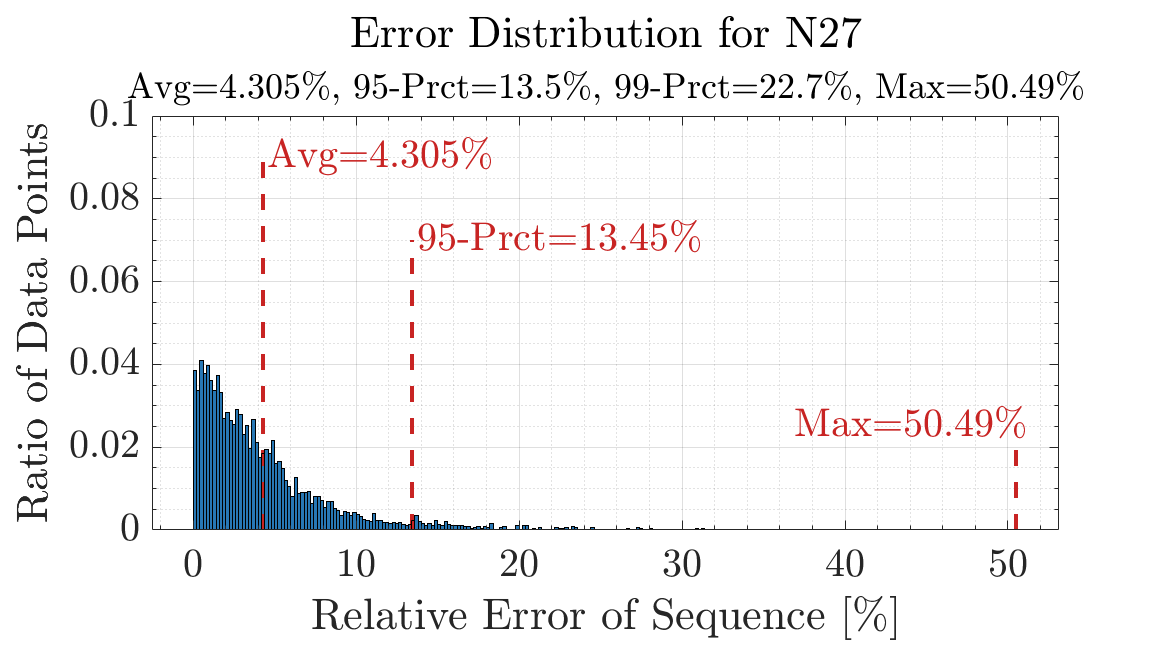 Error Distribution for N27
Avg=4.305%, 95-Prct=13.5%, 99-Prct=22.7%, Max=50.49%
0.1
0.08
0.06
0.04
0.02
0
Ratio of Data Points
Avg=4.305%
95-Prct=13.45%
Max=50.49%
0 10 20 30 40 50
Relative Error of Sequence [%]